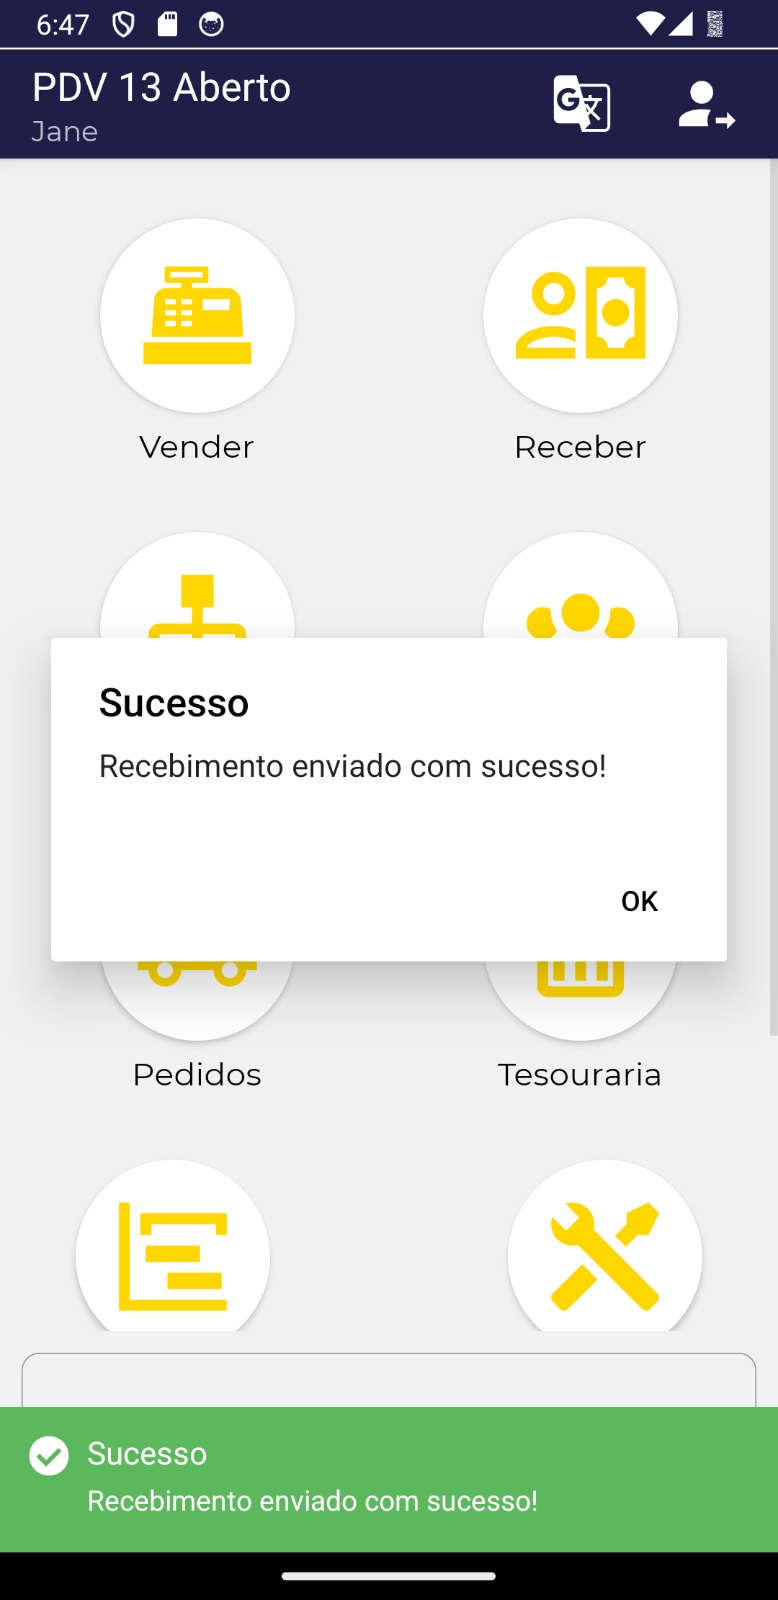 6:47
PDV 13 Aberto
Jane
Vender
Receber
Sucesso
Recebimento enviado com sucesso!
OK
Pedidos
Tesouraria
Sucesso
Recebimento enviado com sucesso!